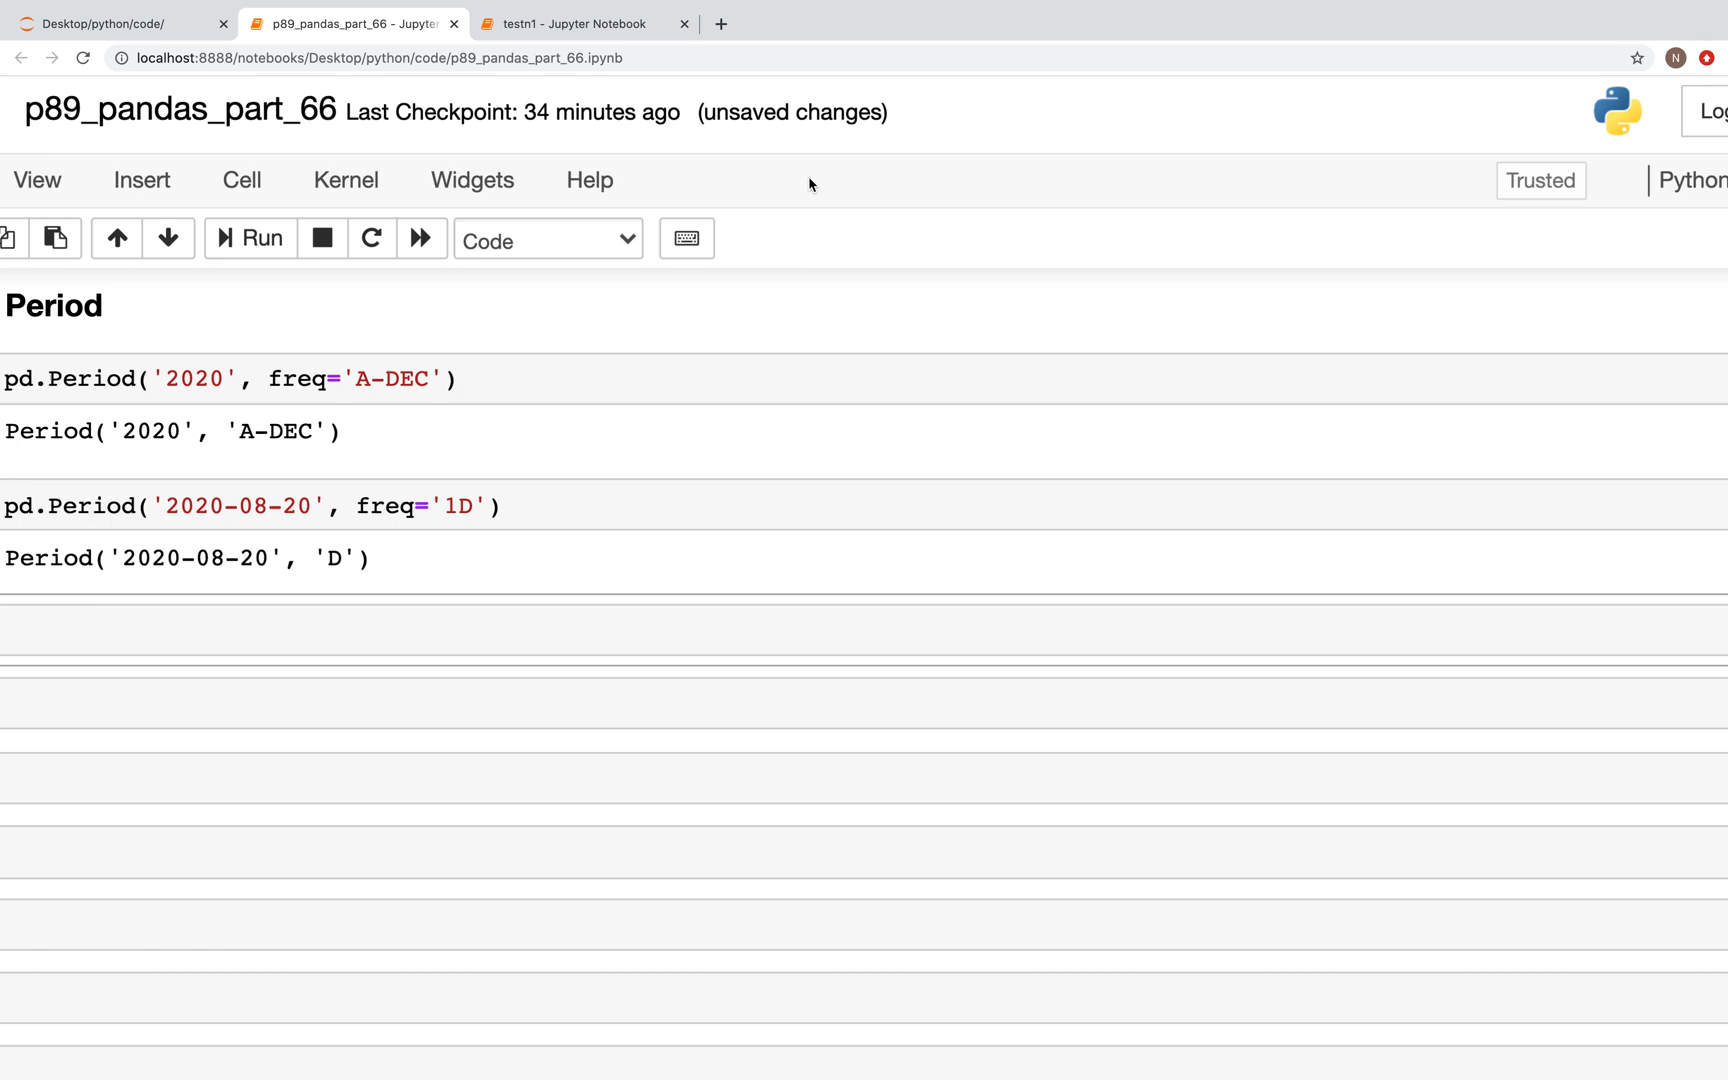 Desktop/python/code/
p89_pandas_part_66 - Jupyter
testn1 - Jupyter Notebook
localhost:8888/notebooks/Desktop/python/code/p89_pandas_part_66.ipynb
N
p89_pandas_part_66 Last Checkpoint: 34 minutes ago (unsaved changes)
View Insert Cell Kernel Widgets Help
Trusted
Python
Run
Code
Period
pd.Period('2020', freq='A-DEC')
Period('2020', 'A-DEC')
pd.Period('2020-08-20', freq='1D')
Period('2020-08-20', 'D')